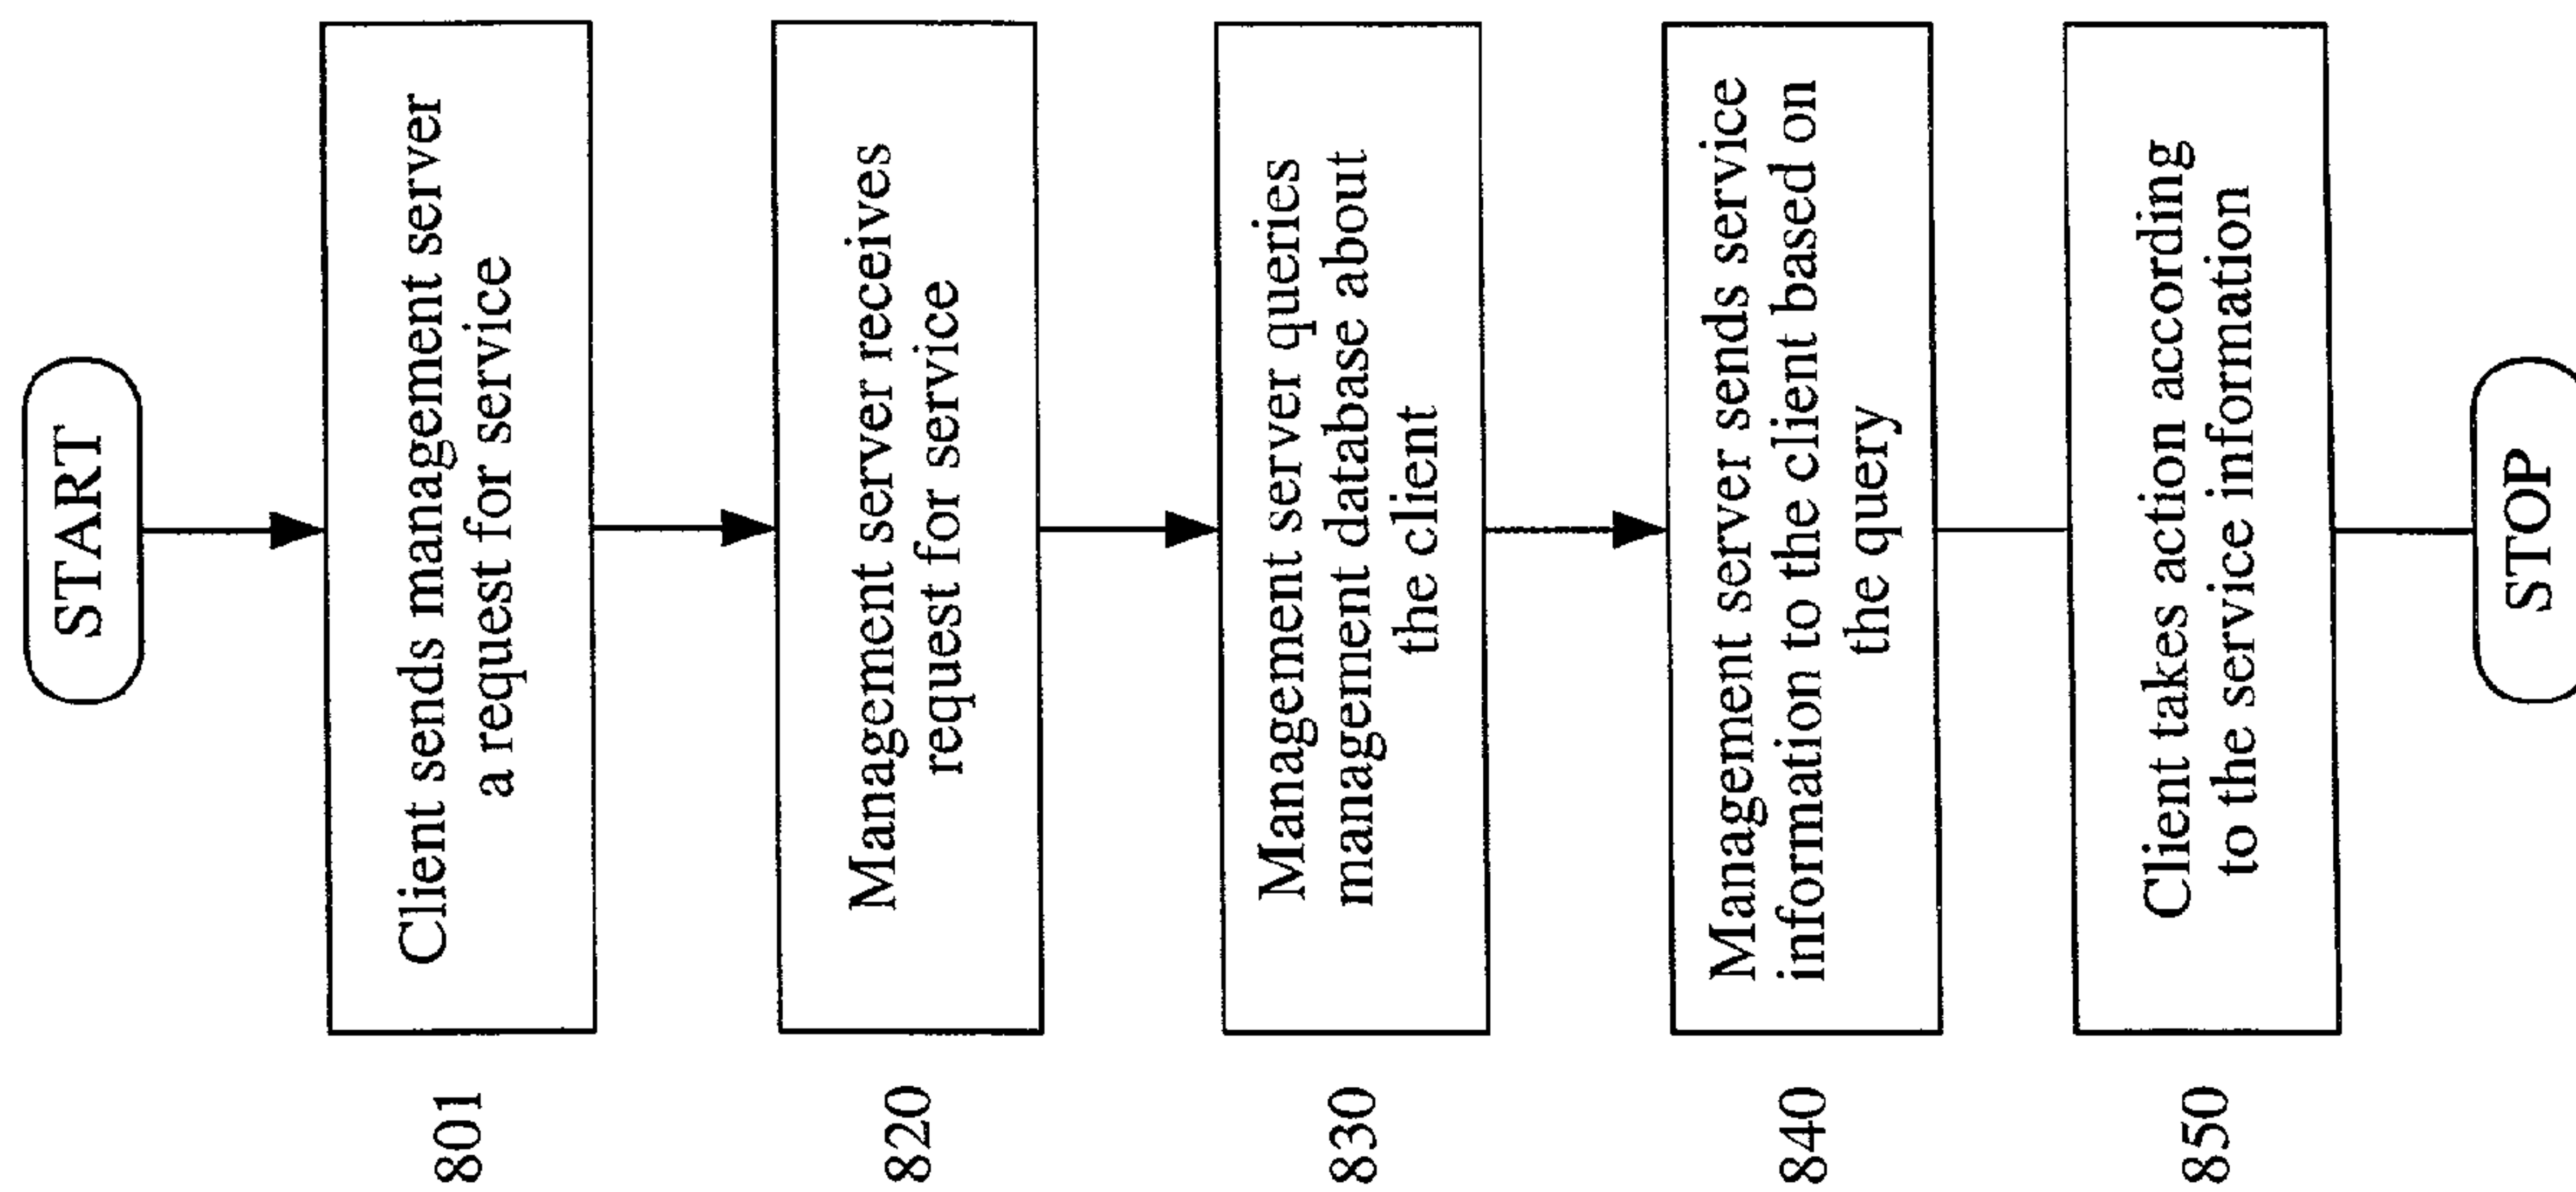 START
801
Client sends management server
a request for service
820
Management server receives
request for service
830
Management server queries
management database about
the client
840
Management server sends service
information to the client based on
the query
850
Client takes action according
to the service information
STOP